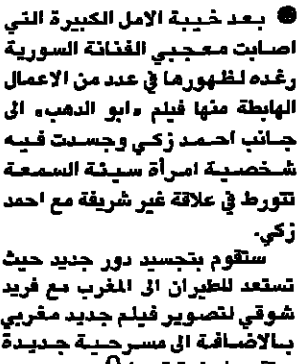 ● بعد خيبة الامل الكبيرة التي
اصابت معجبي الفنانة السورية
رغده لظهورها في عدد من الاعمال
الهابطة منها فيلم «ابو الدهب» الى
جانب احمد زكي وجسدت فيه
شخصية امرأة سيئة السمعة
تتورط في علاقة غير شريفة مع احمد
زكي.
ستقوم بتجسيد دور جديد حيث
تستعد للطيران الى المغرب مع فريد
شوقي لتصوير فيلم جديد مغربي
بالاضافة الى مسرحية جديدة